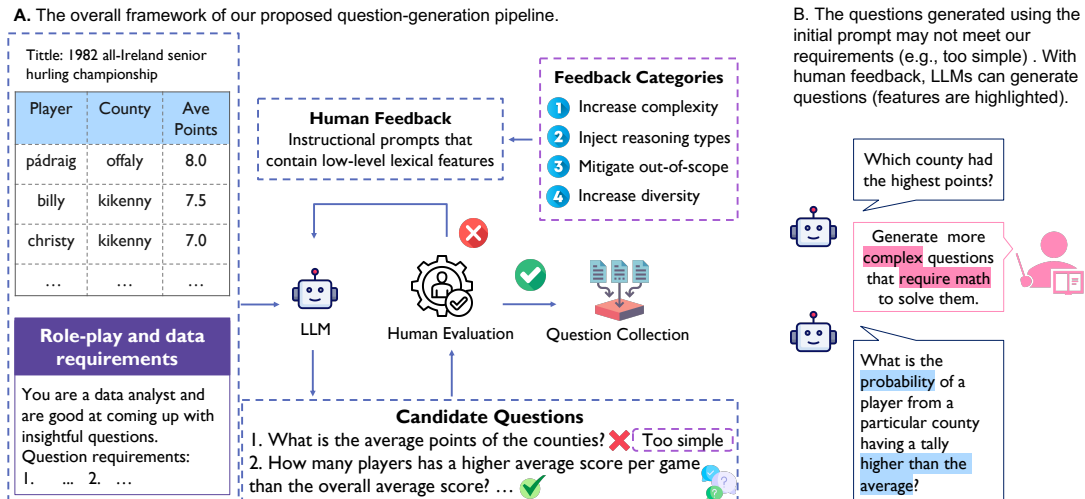 A. The overall framework of our proposed question-generation pipeline.
Tittle: 1982 all-Ireland senior
hurling championship
Player County Ave
Points
pádraig offaly 8.0
billy kikenny 7.5
christy kikenny 7.0
... ... ...
Role-play and data
requirements
You are a data analyst and
are good at coming up with
insightful questions.
Question requirements:
1. ... 2. ...
Human Feedback
Instructional prompts that
contain low-level lexical features
Feedback Categories
1 Increase complexity
2 Inject reasoning types
3 Mitigate out-of-scope
4 Increase diversity
LLM
Human Evaluation
Question Collection
Candidate Questions
1. What is the average points of the counties? Too simple
2. How many players has a higher average score per game
than the overall average score? ...
B. The questions generated using the
initial prompt may not meet our
requirements (e.g., too simple) . With
human feedback, LLMs can generate
questions (features are highlighted).
Which county had
the highest points?
Generate more
complex questions
that require math
to solve them.
What is the
probability of a
player from a
particular county
having a tally
higher than the
average?